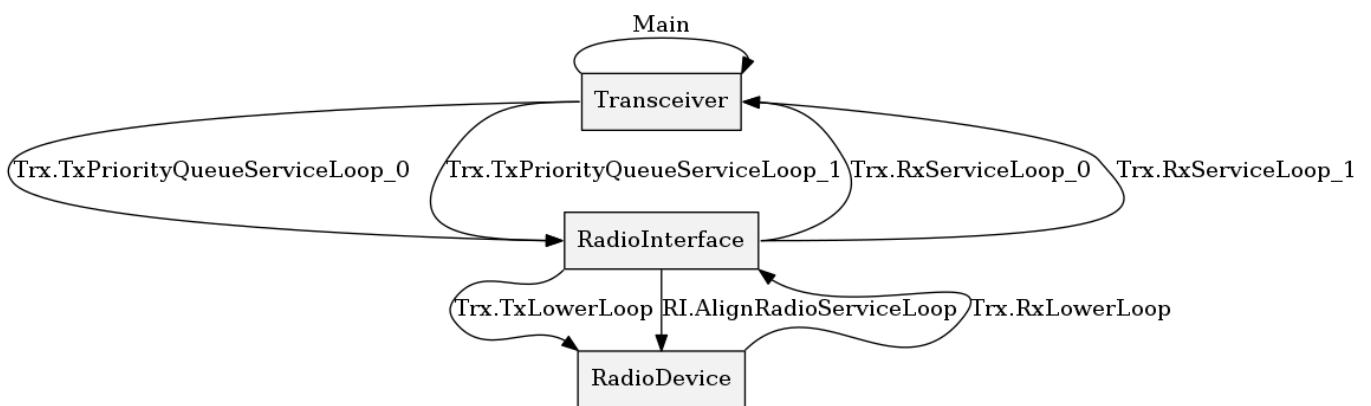 Main
Transceiver
Trx.TxPriorityQueueServiceLoop_0
Trx.TxPriorityQueueServiceLoop_1
Trx.RxServiceLoop_0
Trx.RxServiceLoop_1
RadioInterface
Trx.TxLowerLoop
RI.AlignRadioServiceLoop
Trx.RxLowerLoop
RadioDevice